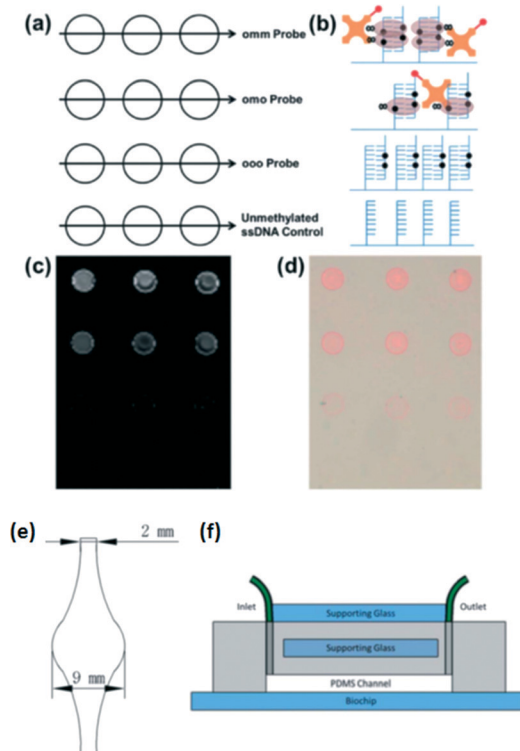 (a)
(b)
omm Probe
omo Probe
ooo Probe
Unmethylated
ssDNA Control
(c)
(d)
(e)
(f)
2 mm
9 mm
Inlet
Supporting Glass
Outlet
Supporting Glass
PDMS Channel
Biochip